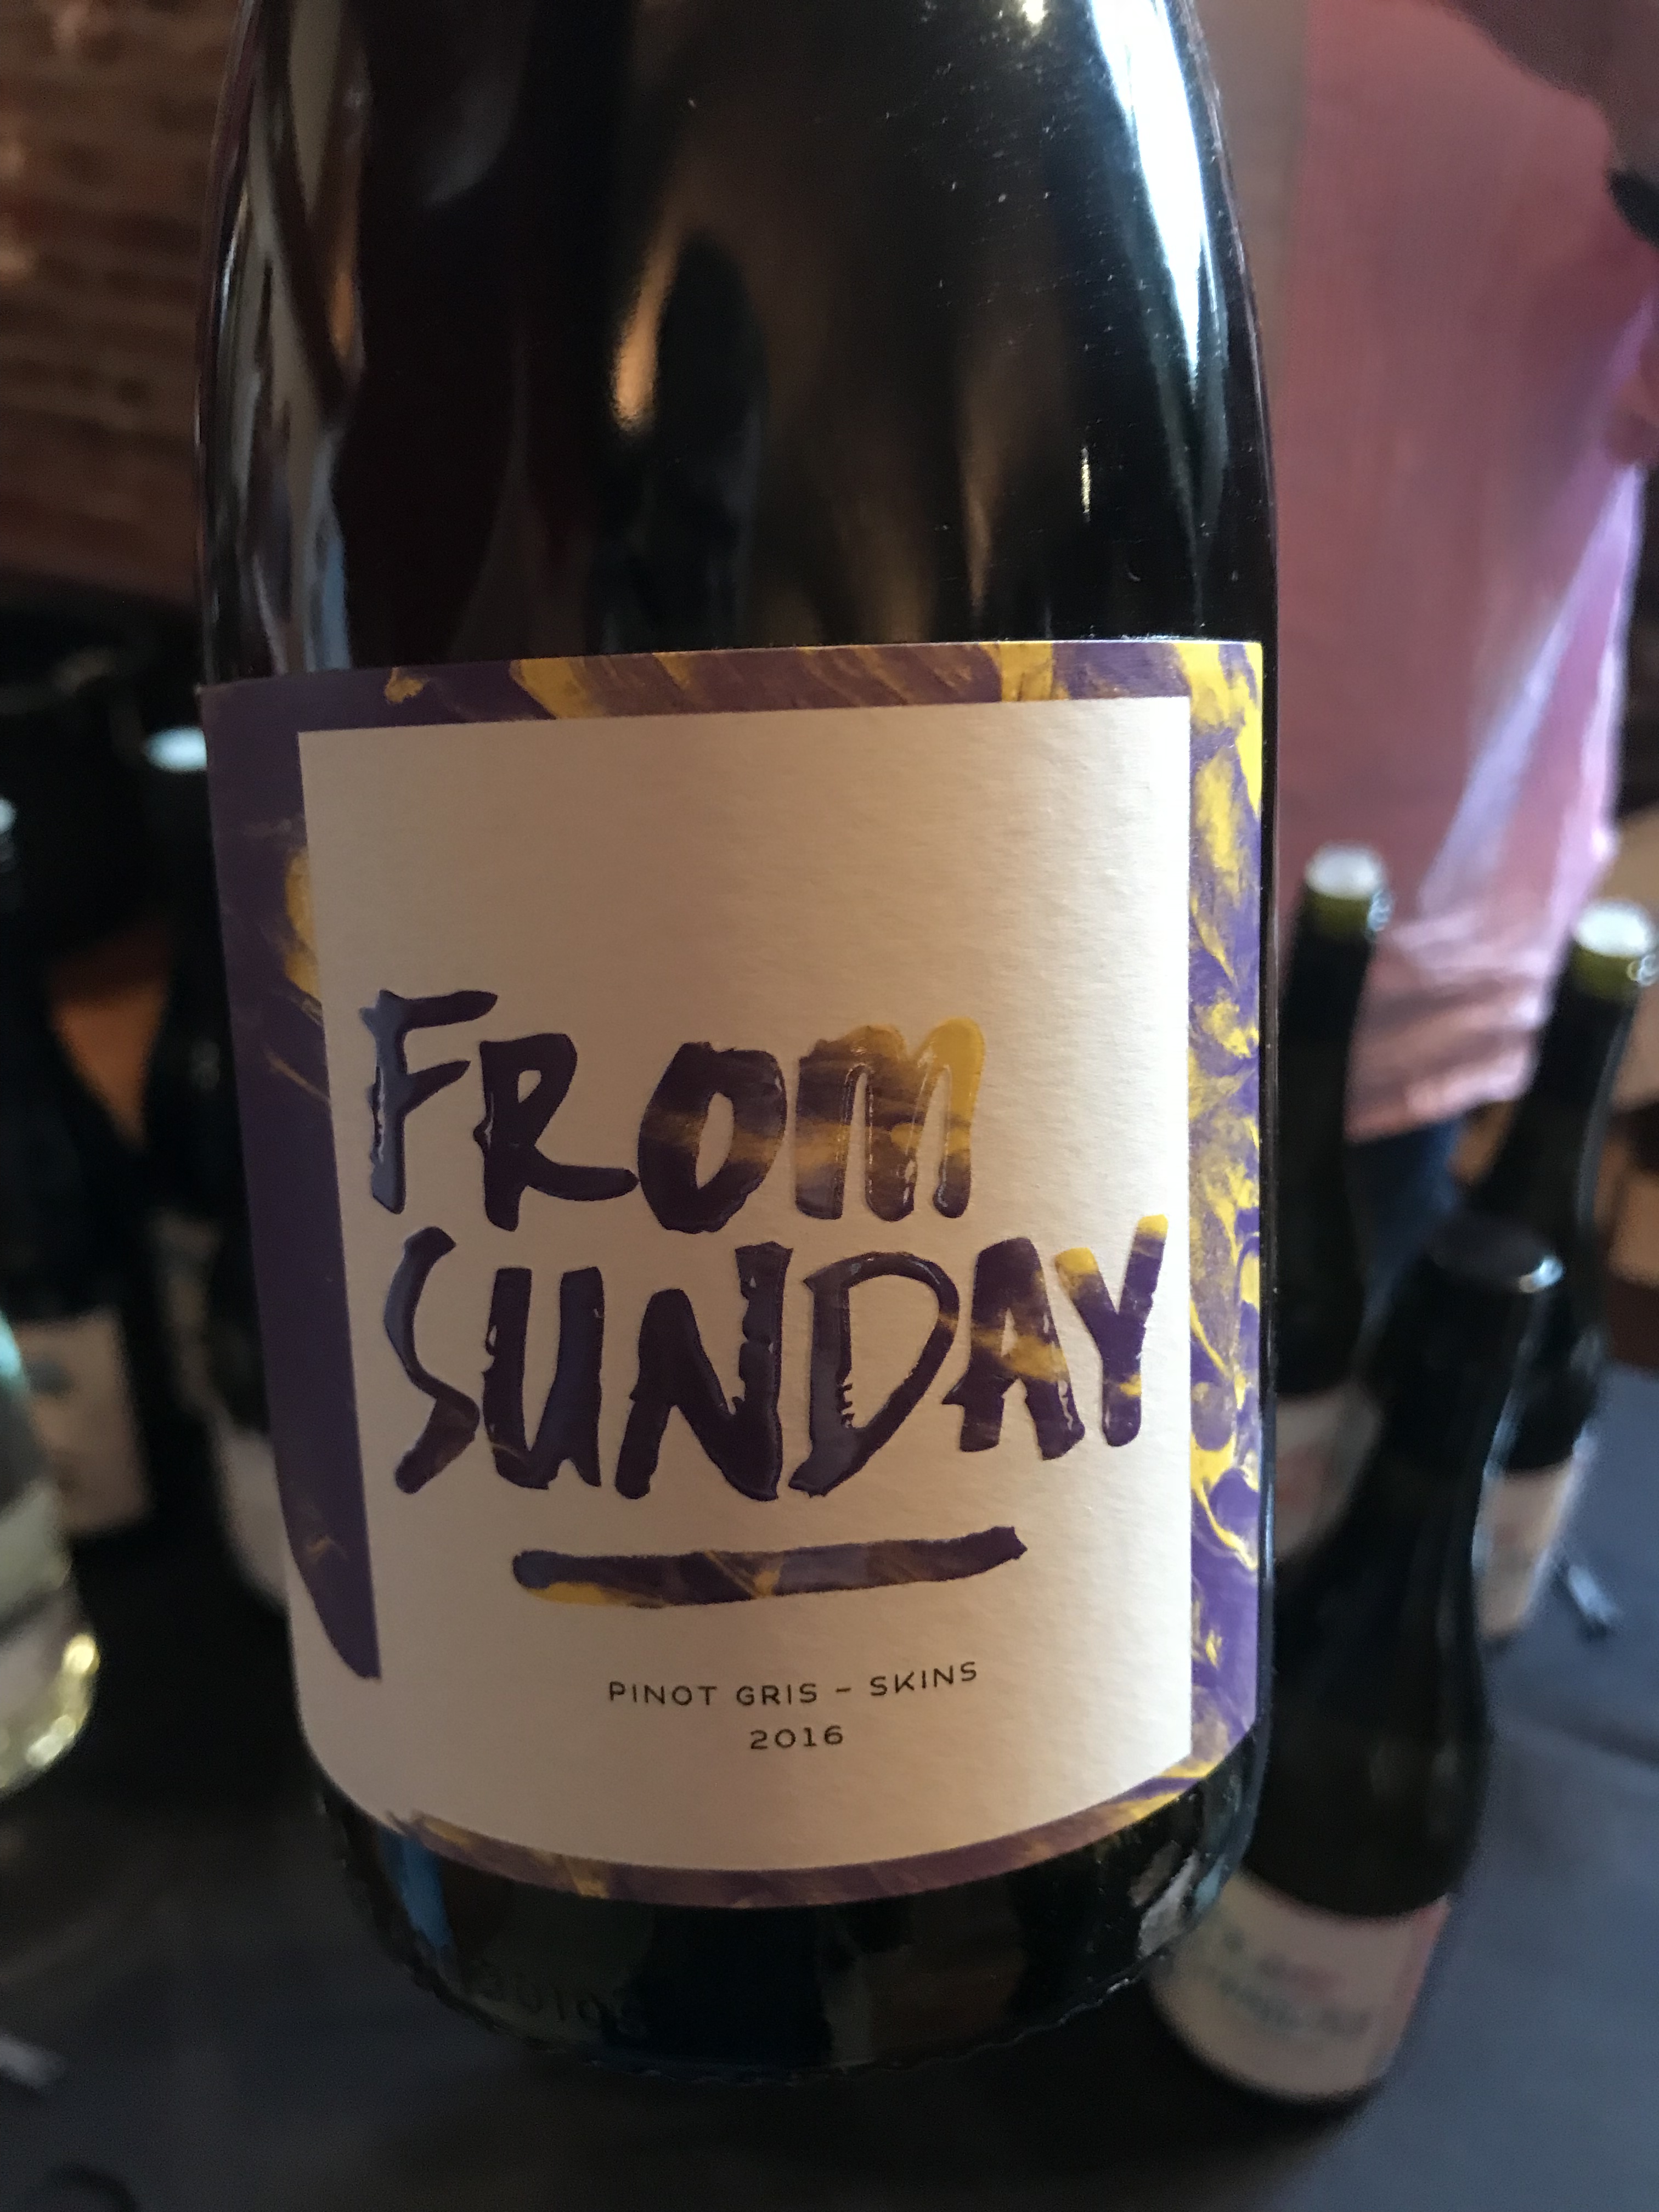 FROM
SUNDAY
PINOT GRIS – SKINS
2016